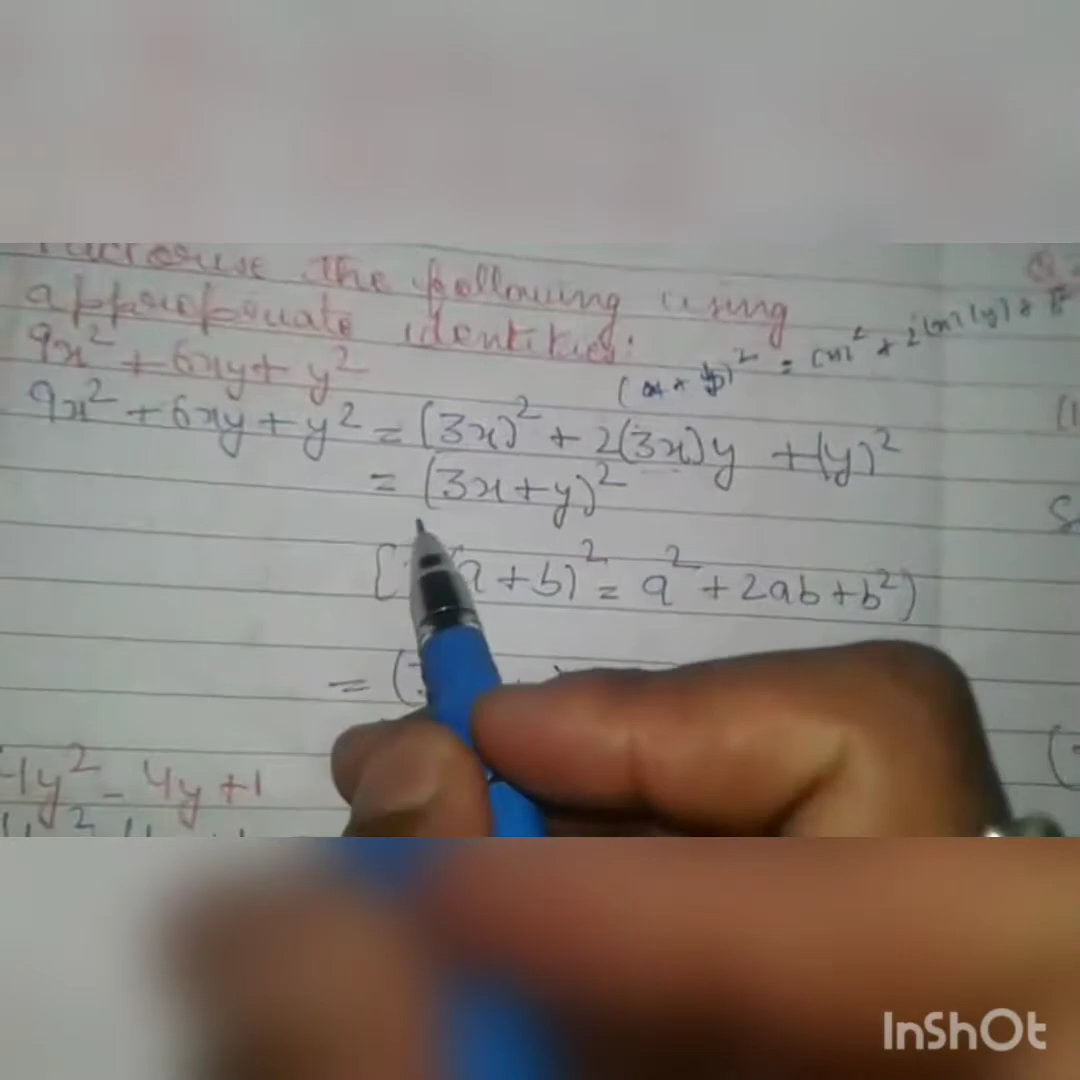 the following using
appropriate identities:
9x² + 6xy + y²
9x² + 6xy + y² = (3x)² + 2(3x)y + (y)²
= (3x+y)²
a + b)² = a² + 2ab + b²)
= (
4y² - 4y + 1
InShOt